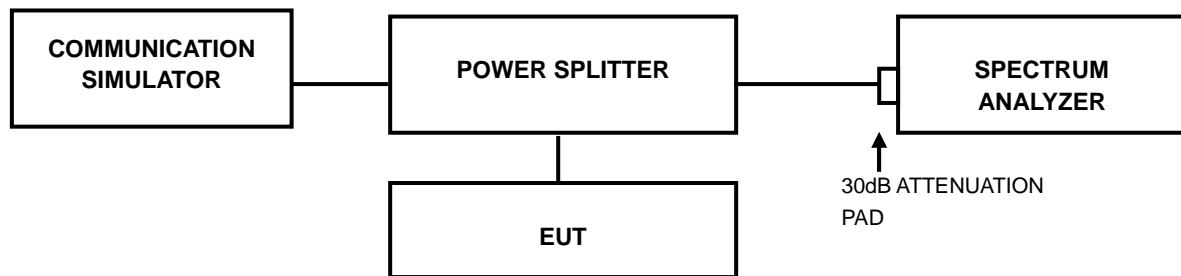 COMMUNICATION
SIMULATOR
POWER SPLITTER
SPECTRUM
ANALYZER
30dB ATTENUATION
PAD
EUT